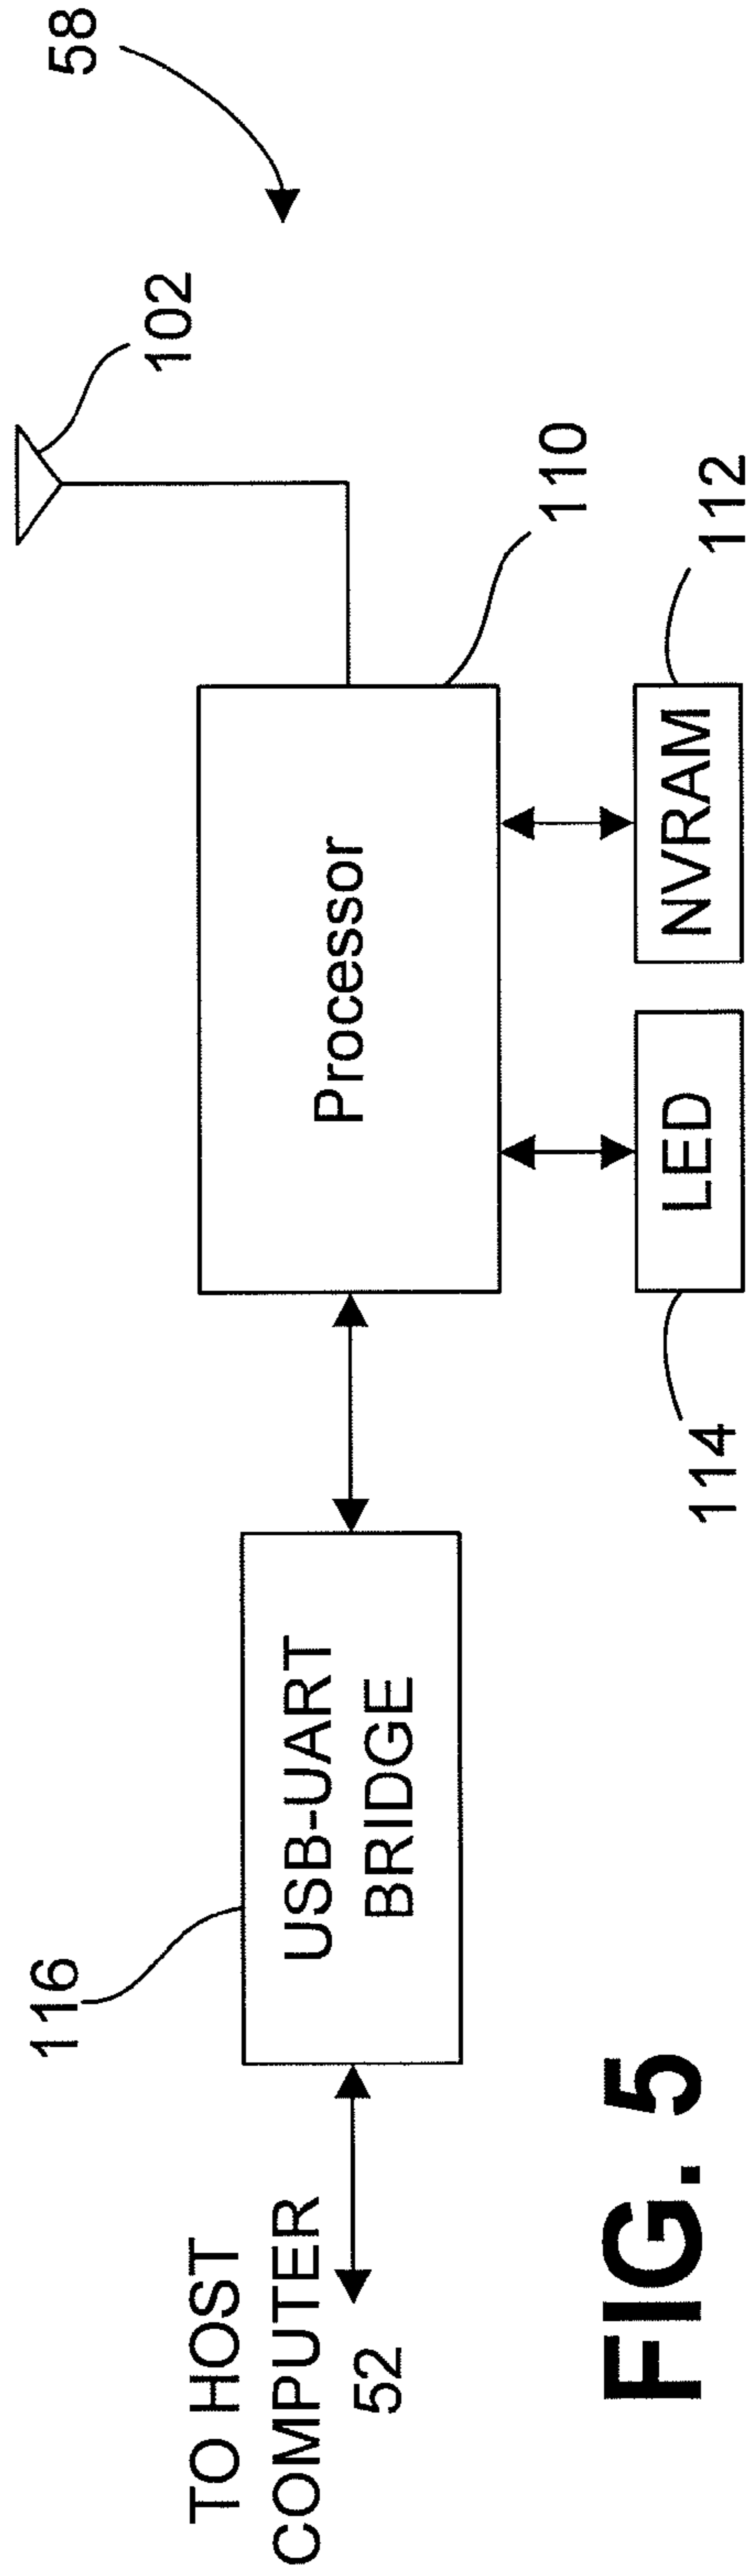 58
102
110
Processor
112
NVRAM
LED
114
116
USB-UART
BRIDGE
TO HOST
COMPUTER
52
FIG. 5